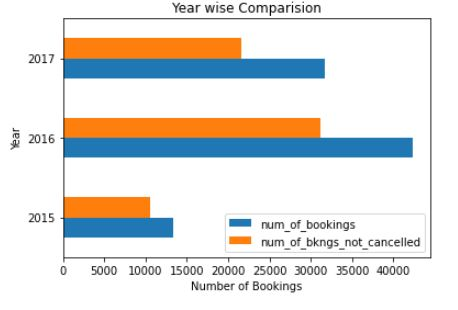 Year wise Comparision
2017
2016
2015
Year
num_of_bookings
num_of_bkngs_not_cancelled
0 5000 10000 15000 20000 25000 30000 35000 40000
Number of Bookings